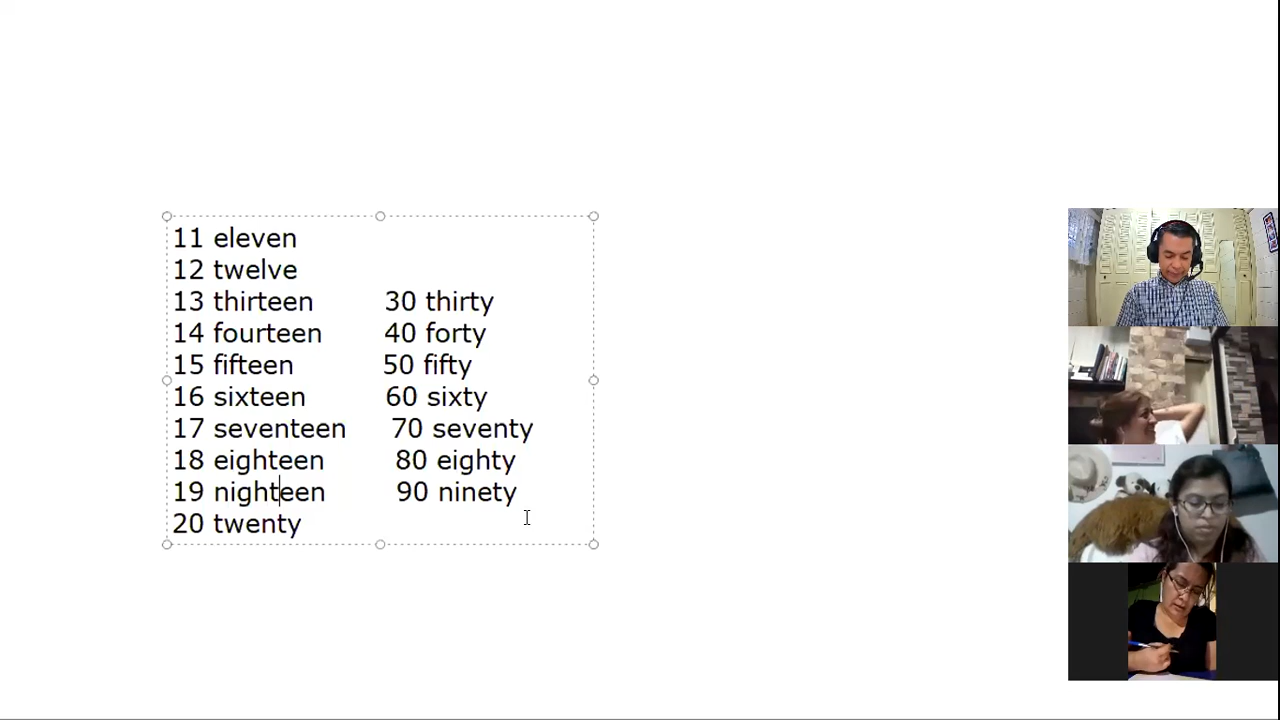 11 eleven
12 twelve
13 thirteen 30 thirty
14 fourteen 40 forty
15 fifteen 50 fifty
16 sixteen 60 sixty
17 seventeen 70 seventy
18 eighteen 80 eighty
19 nighteen 90 ninety
20 twenty